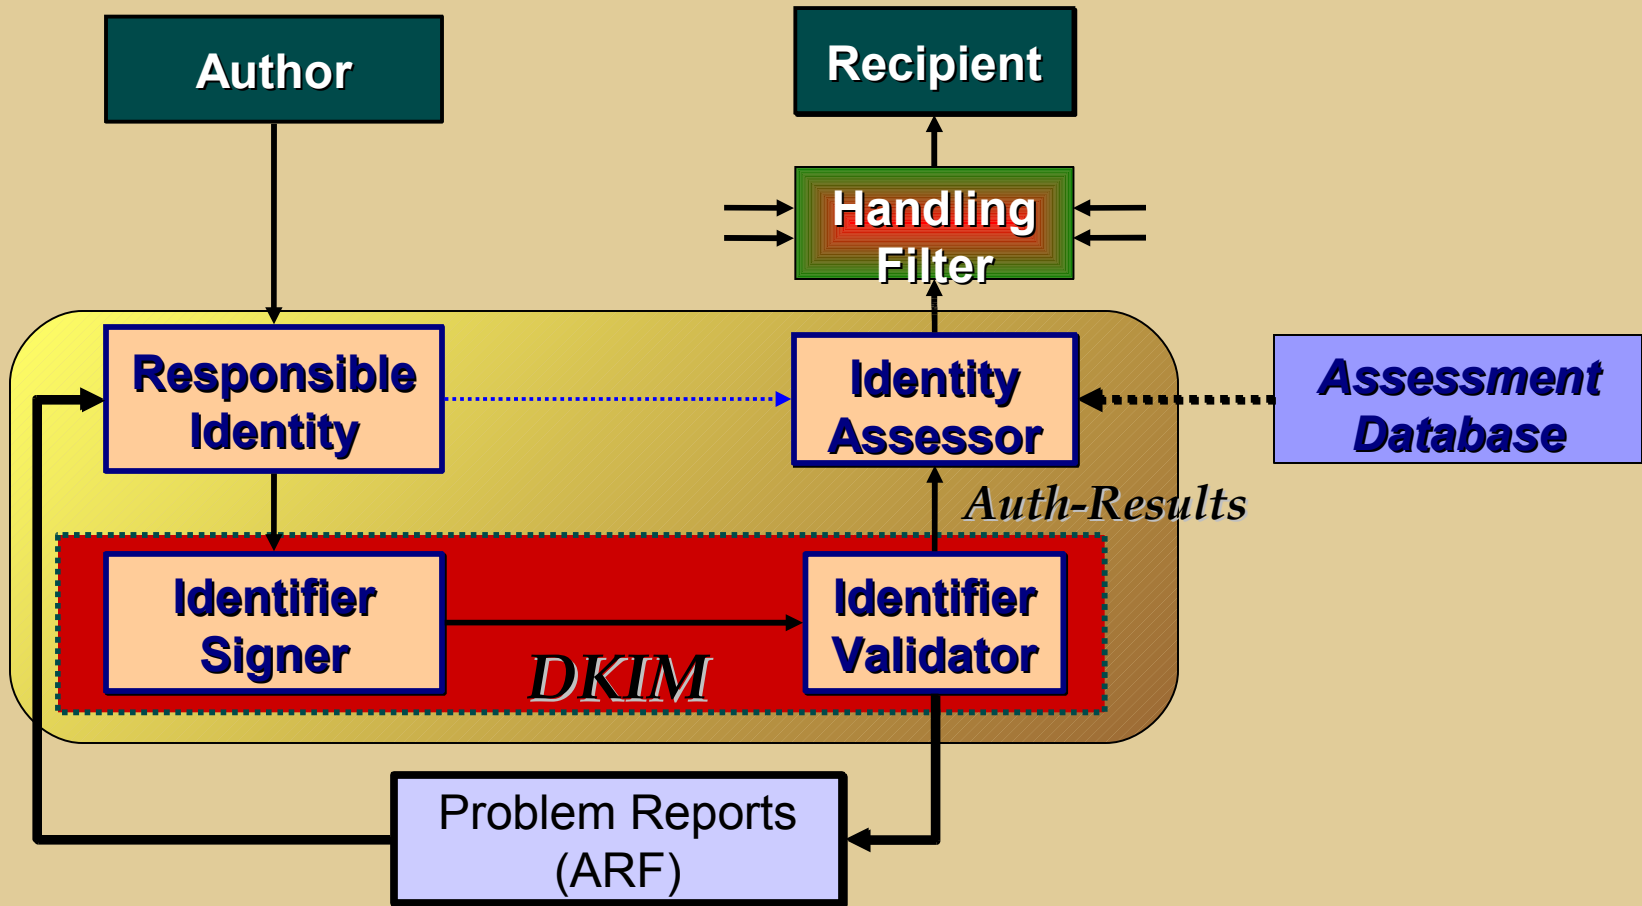 Author
Recipient
Handling
Filter
Responsible
Identity
Identity
Assessor
Assessment
Database
Auth-Results
Identifier
Signer
DKIM
Identifier
Validator
Problem Reports
(ARF)